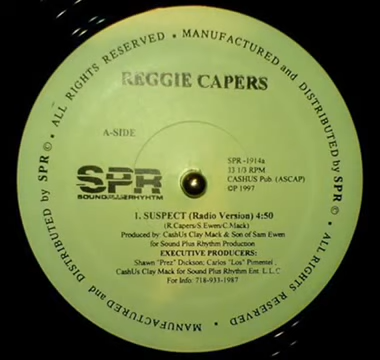 • MANUFACTURED and DISTRIBUTED by SPR © • ALL RIGHTS RESERVED • MANUFACTURED and DISTRIBUTED by SPR © • ALL RIGHTS RESERVED
REGGIE CAPERS
A-SIDE
SPR -1914a
33 1/3 RPM
CASHUS Pub. (ASCAP)
©P 1997
SPR
SOUNDPLUSRHYHTM
1. SUSPECT (Radio Version) 4:50
(R.Capers/S.Ewen/C.Mack)
Produced by: CashUs Clay Mack & Son of Sam Ewen
for Sound Plus Rhythm Production
EXECUTIVE PRODUCERS:
Shawn "Prez" Dickson, Carlos "Los" Pimentel ,
CashUs Clay Mack for Sound Plus Rhythm Ent. L.L.C
For Info: 718-933-1987